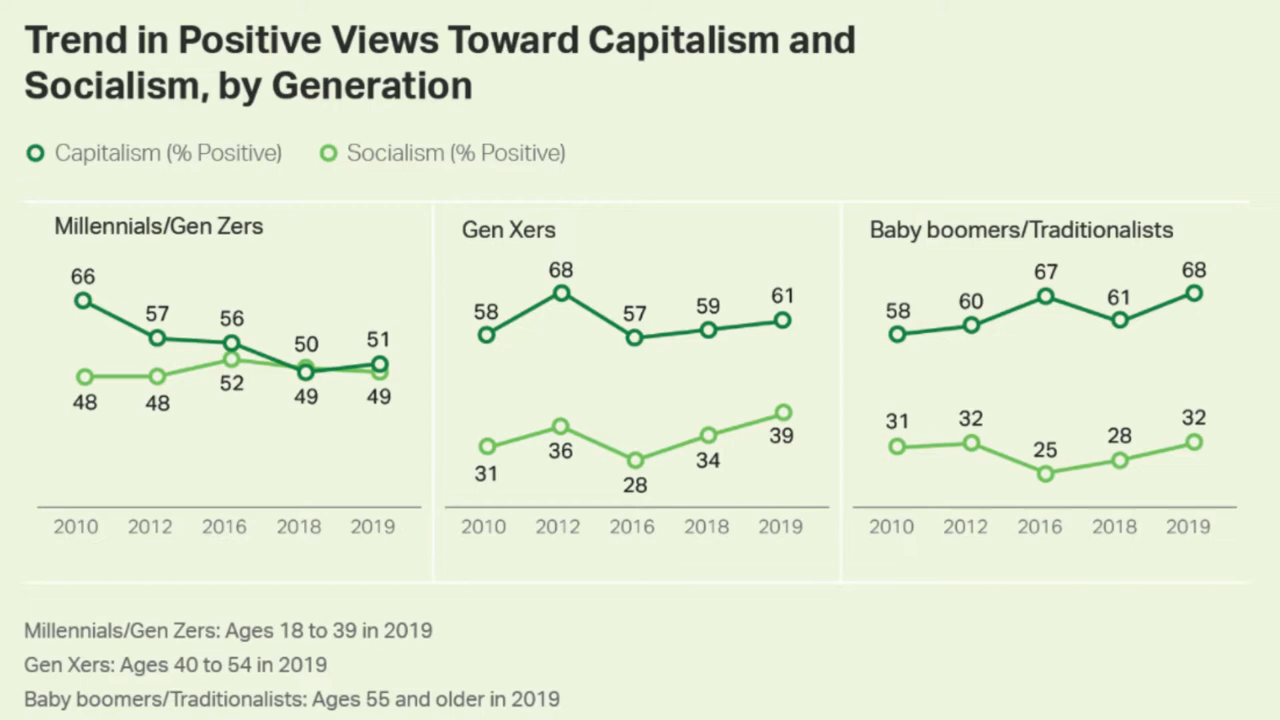 Trend in Positive Views Toward Capitalism and
Socialism, by Generation
Capitalism (% Positive) Socialism (% Positive)
Millennials/Gen Zers
66
57
56
50
51
48
48
52
49
49
2010 2012 2016 2018 2019
Gen Xers
58
68
57
59
61
31
36
28
34
39
2010 2012 2016 2018 2019
Baby boomers/Traditionalists
58
60
67
61
68
31
32
25
28
32
2010 2012 2016 2018 2019
Millennials/Gen Zers: Ages 18 to 39 in 2019
Gen Xers: Ages 40 to 54 in 2019
Baby boomers/Traditionalists: Ages 55 and older in 2019